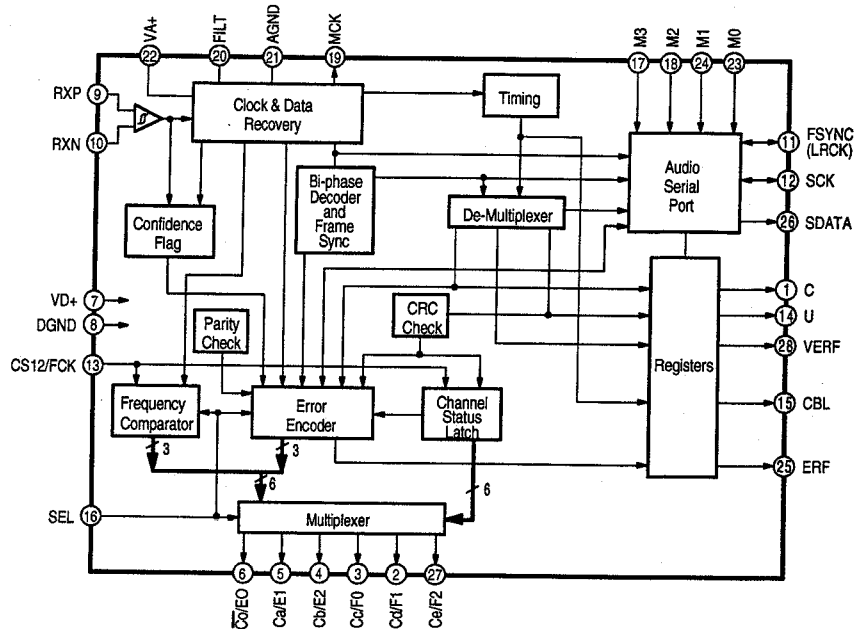 VA+
FILT
AGND
MCK
M3
M2
M1
M0
22
20
21
19
17
18
24
23
RXP
9
RXN
10
Clock & Data
Recovery
Timing
Bi-phase
Decoder
and
Frame
Sync
De-Multiplexer
Audio
Serial
Port
11
FSYNC
(LRCK)
12
SCK
26
SDATA
Confidence
Flag
VD+
7
DGND
8
CS12/FCK
13
Parity
Check
CRC
Check
Registers
1
C
14
U
28
VERF
15
CBL
25
ERF
Frequency
Comparator
Error
Encoder
Channel
Status
Latch
3
3
6
6
SEL
16
Multiplexer
6
5
4
3
2
27
C̅o̅/EO
Ca/E1
Cb/E2
Cc/F0
Cd/F1
Ce/F2